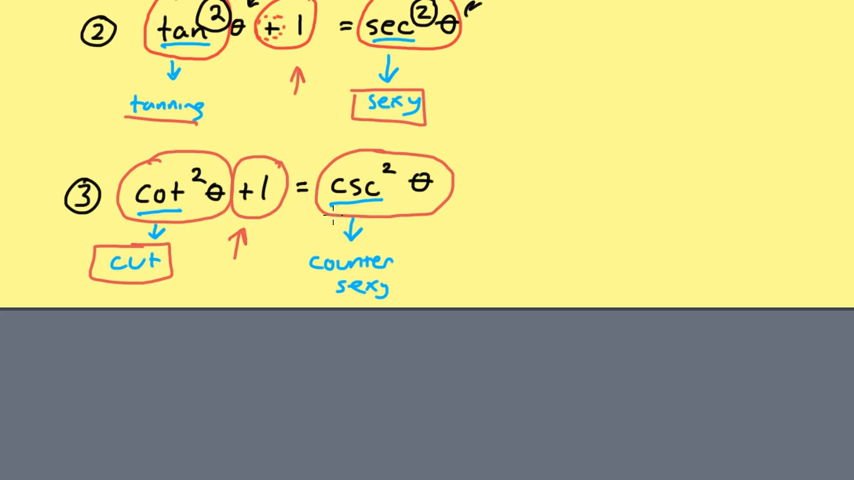 ② tan²θ + 1 = sec²θ
tanning sexy
③ cot²θ + 1 = csc²θ
cut counter
sexy